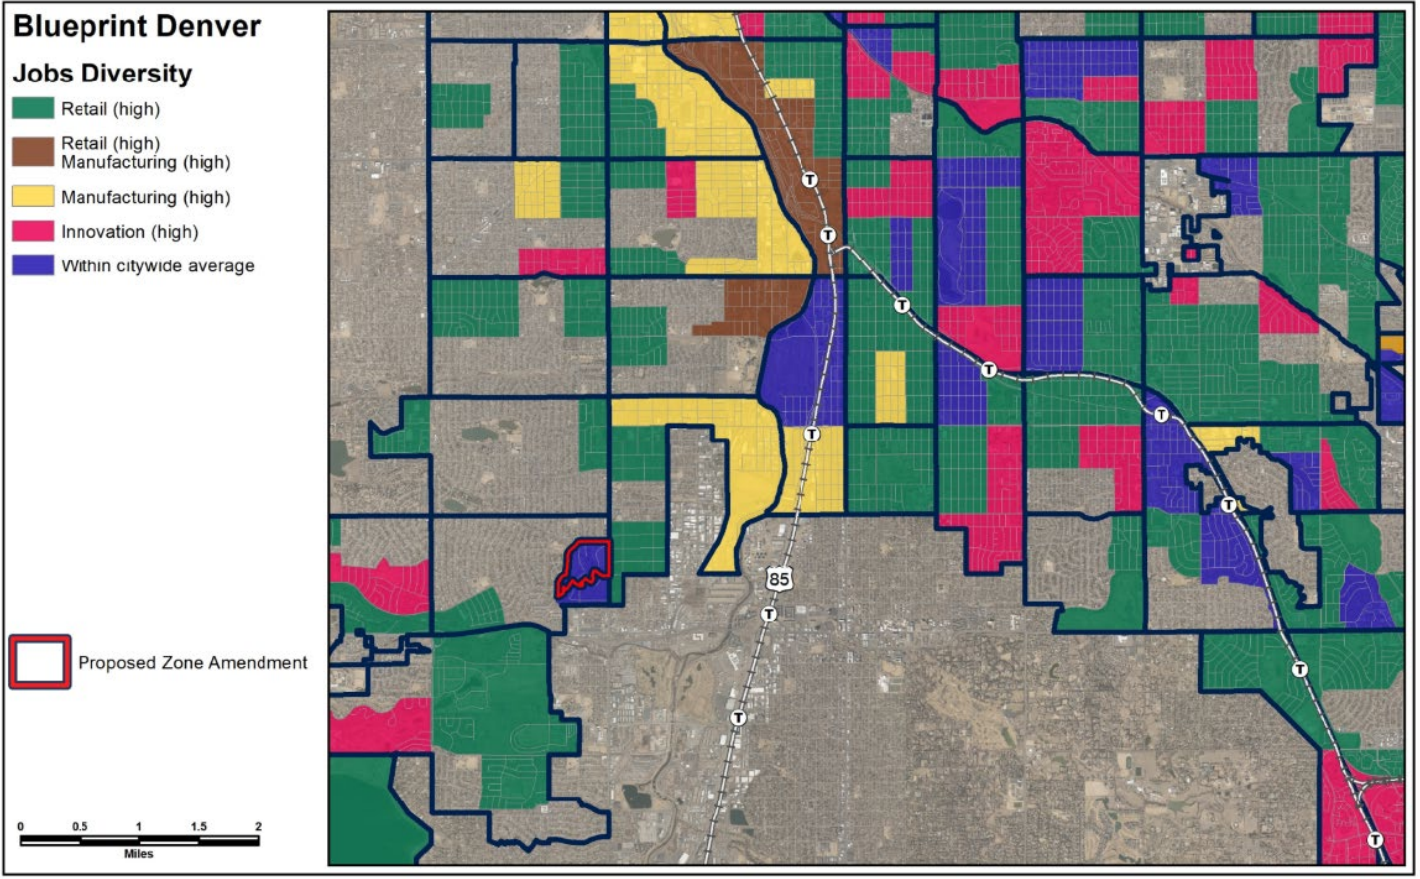 Blueprint Denver
Jobs Diversity
Retail (high)
Retail (high)
Manufacturing (high)
Manufacturing (high)
Innovation (high)
Within citywide average
Proposed Zone Amendment
0 0.5 1 1.5 2
Miles
T
T
T
T
T
T
T
85
T
T
T
T